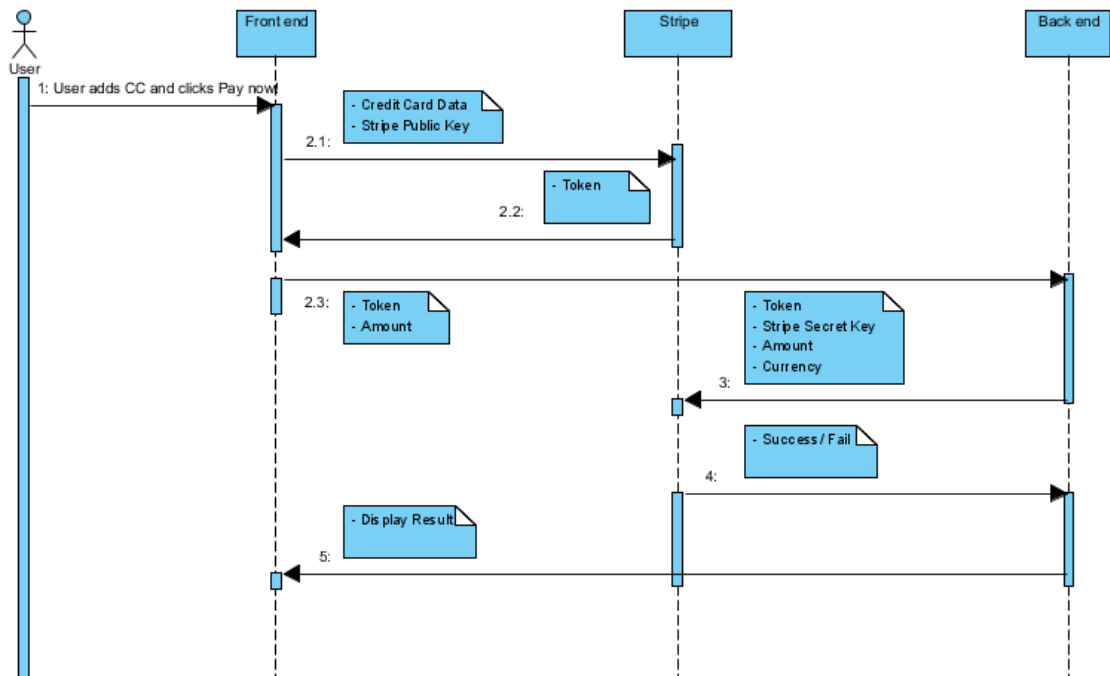 Front end
Stripe
Back end
User
1: User adds CC and clicks Pay now!
- Credit Card Data
- Stripe Public Key
2.1:
- Token
2.2:
2.3:
- Token
- Amount
- Token
- Stripe Secret Key
- Amount
- Currency
3:
- Success / Fail
4:
- Display Result
5: